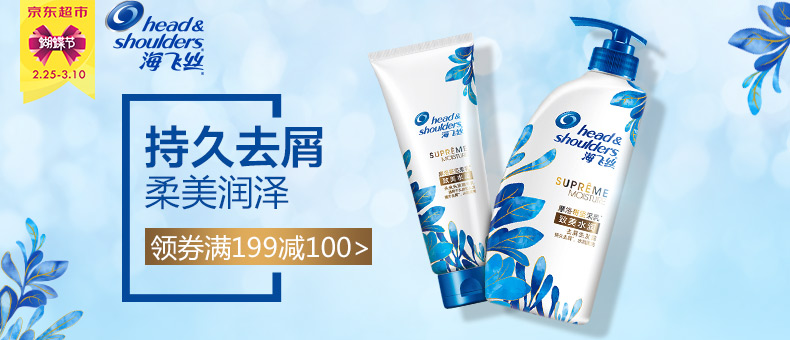 京东超市
蝴蝶节
2.25-3.10
head&
shoulders
海飞丝
持久去屑
柔美润泽
领券满199减100>
head&
shoulders
海飞丝
SUPRÊME
MOISTURE
head&
shoulders
海飞丝
SUPRÊME
MOISTURE
致美水润